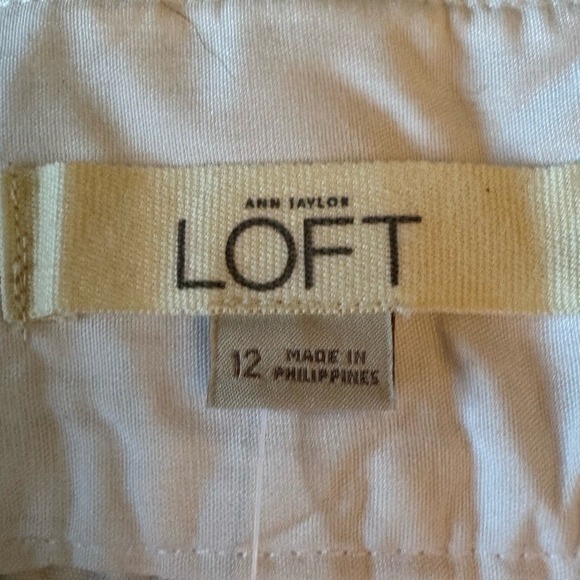 ANN TAYLOR
LOFT
12 MADE IN
PHILIPPINES